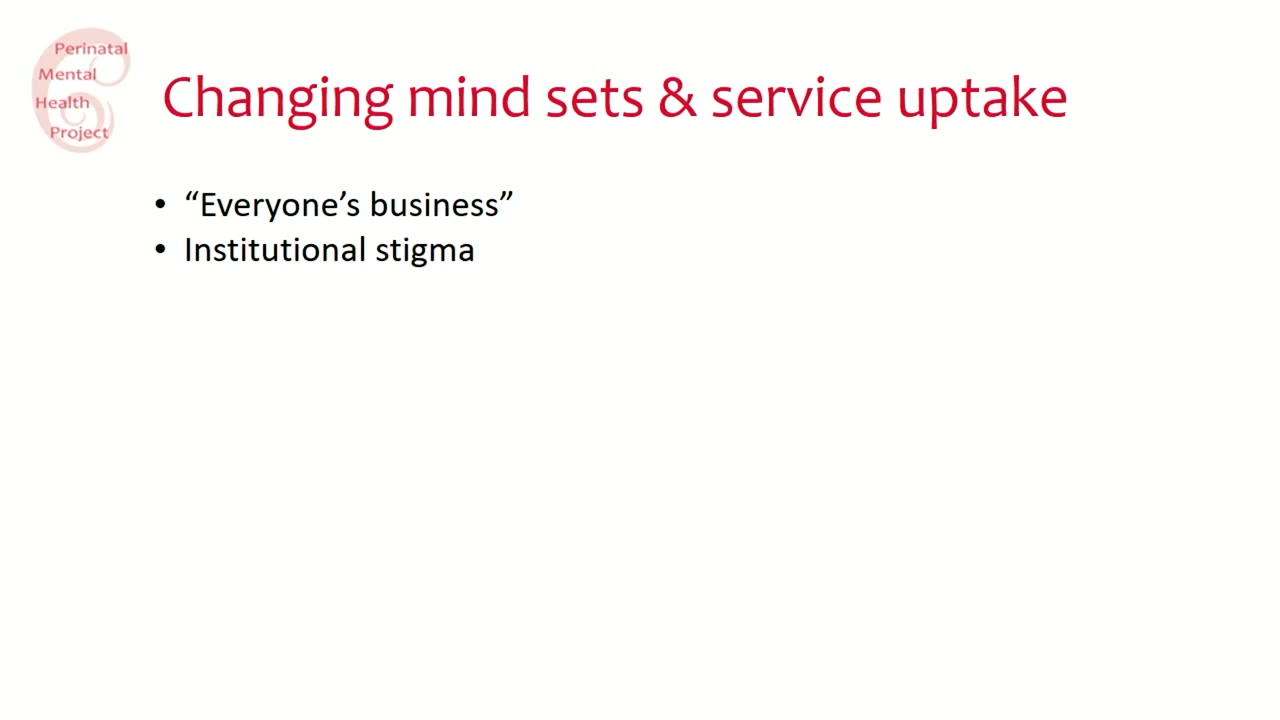 Perinatal
Mental
Health
Project
Changing mind sets & service uptake
• “Everyone’s business”
• Institutional stigma